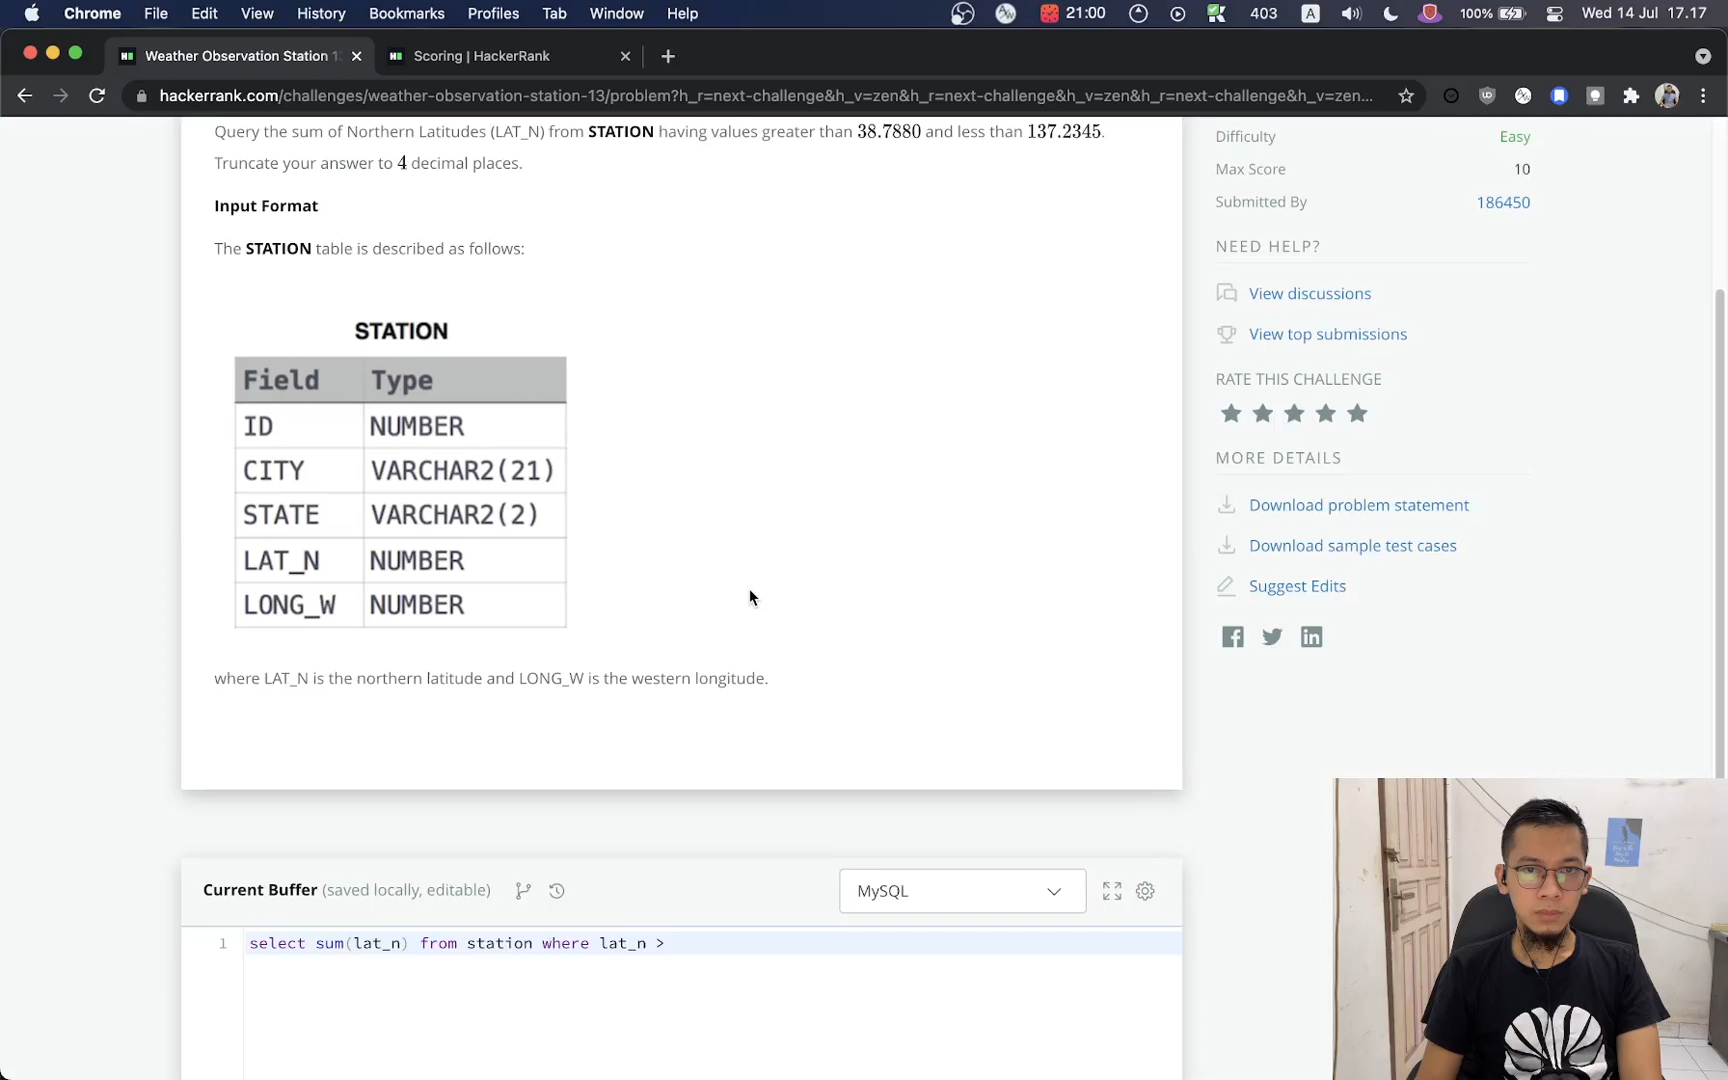 Chrome File Edit View History Bookmarks Profiles Tab Window Help 21:00 403 A 100% Wed 14 Jul 17.17
Weather Observation Station 13 Scoring | HackerRank
hackerrank.com/challenges/weather-observation-station-13/problem?h_r=next-challenge&h_v=zen&h_r=next-challenge&h_v=zen&h_r=next-challenge&h_v=zen...
Query the sum of Northern Latitudes (LAT_N) from STATION having values greater than 38.7880 and less than 137.2345.
Truncate your answer to 4 decimal places.
Input Format
The STATION table is described as follows:
STATION
Field Type
ID NUMBER
CITY VARCHAR2(21)
STATE VARCHAR2(2)
LAT_N NUMBER
LONG_W NUMBER
where LAT_N is the northern latitude and LONG_W is the western longitude.
Difficulty Easy
Max Score 10
Submitted By 186450
NEED HELP?
View discussions
View top submissions
RATE THIS CHALLENGE
MORE DETAILS
Download problem statement
Download sample test cases
Suggest Edits
Current Buffer (saved locally, editable) MySQL
1 select sum(lat_n) from station where lat_n >